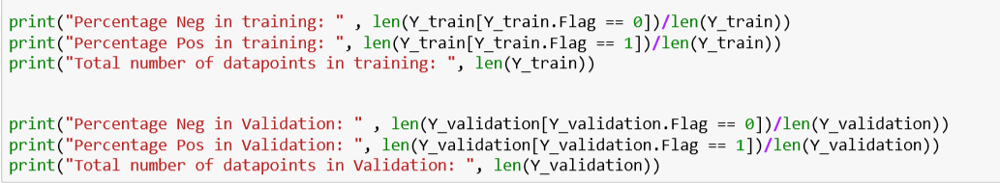 print("Percentage Neg in training: " , len(Y_train[Y_train.Flag == 0])/len(Y_train))
print("Percentage Pos in training: ", len(Y_train[Y_train.Flag == 1])/len(Y_train))
print("Total number of datapoints in training: ", len(Y_train))
print("Percentage Neg in Validation: " , len(Y_validation[Y_validation.Flag == 0])/len(Y_validation))
print("Percentage Pos in Validation: ", len(Y_validation[Y_validation.Flag == 1])/len(Y_validation))
print("Total number of datapoints in Validation: ", len(Y_validation))